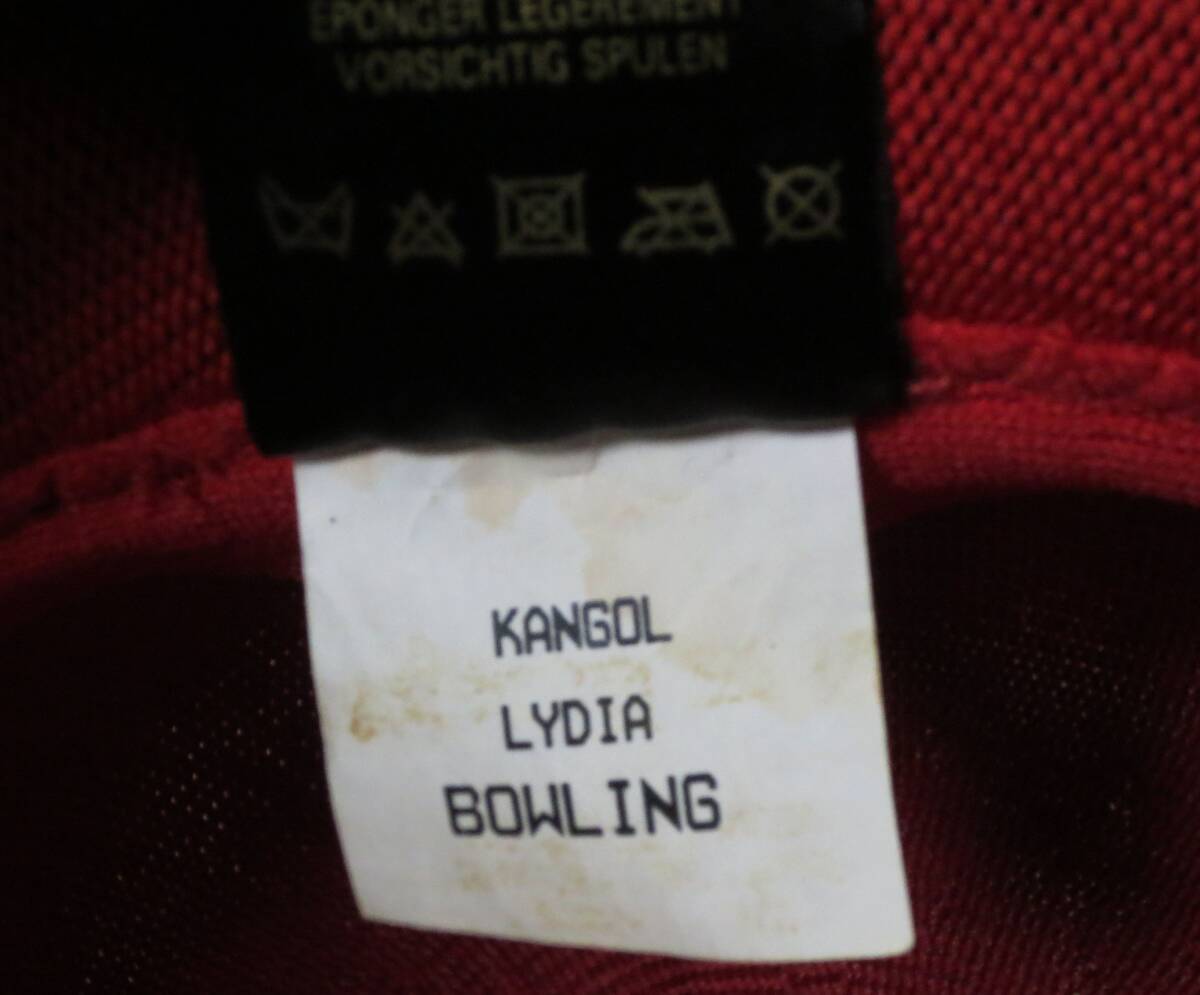 EPONGER LEGEREMENT
VORSICHTIG SPULEN
KANGOL
LYDIA
BOWLING